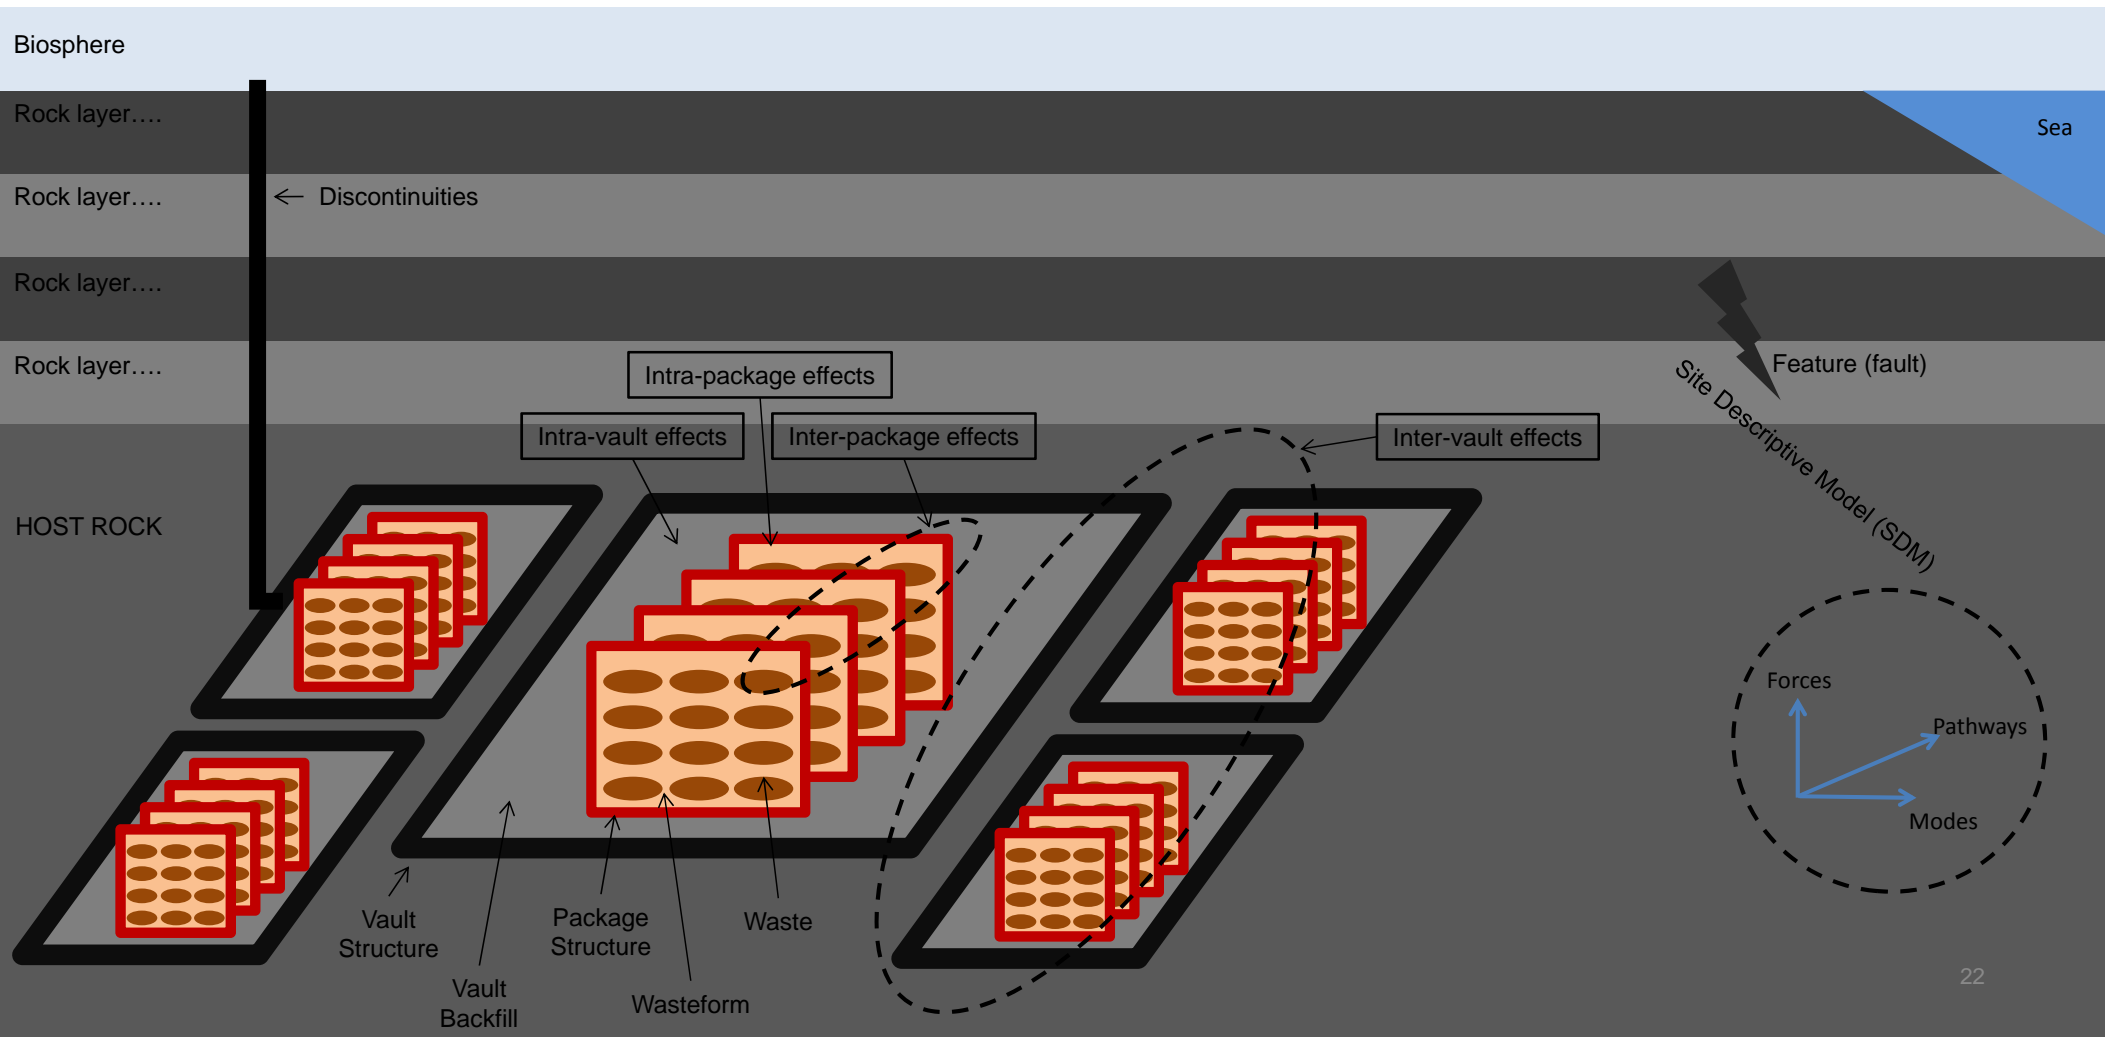 Biosphere
Rock layer….
Sea
Rock layer….
Discontinuities
Rock layer….
Rock layer….
Feature (fault)
Intra-package effects
Site Descriptive Model (SDM)
Intra-vault effects
Inter-package effects
Inter-vault effects
HOST ROCK
Forces
Pathways
Modes
Vault
Structure
Package
Structure
Waste
Vault
Backfill
Wasteform
22